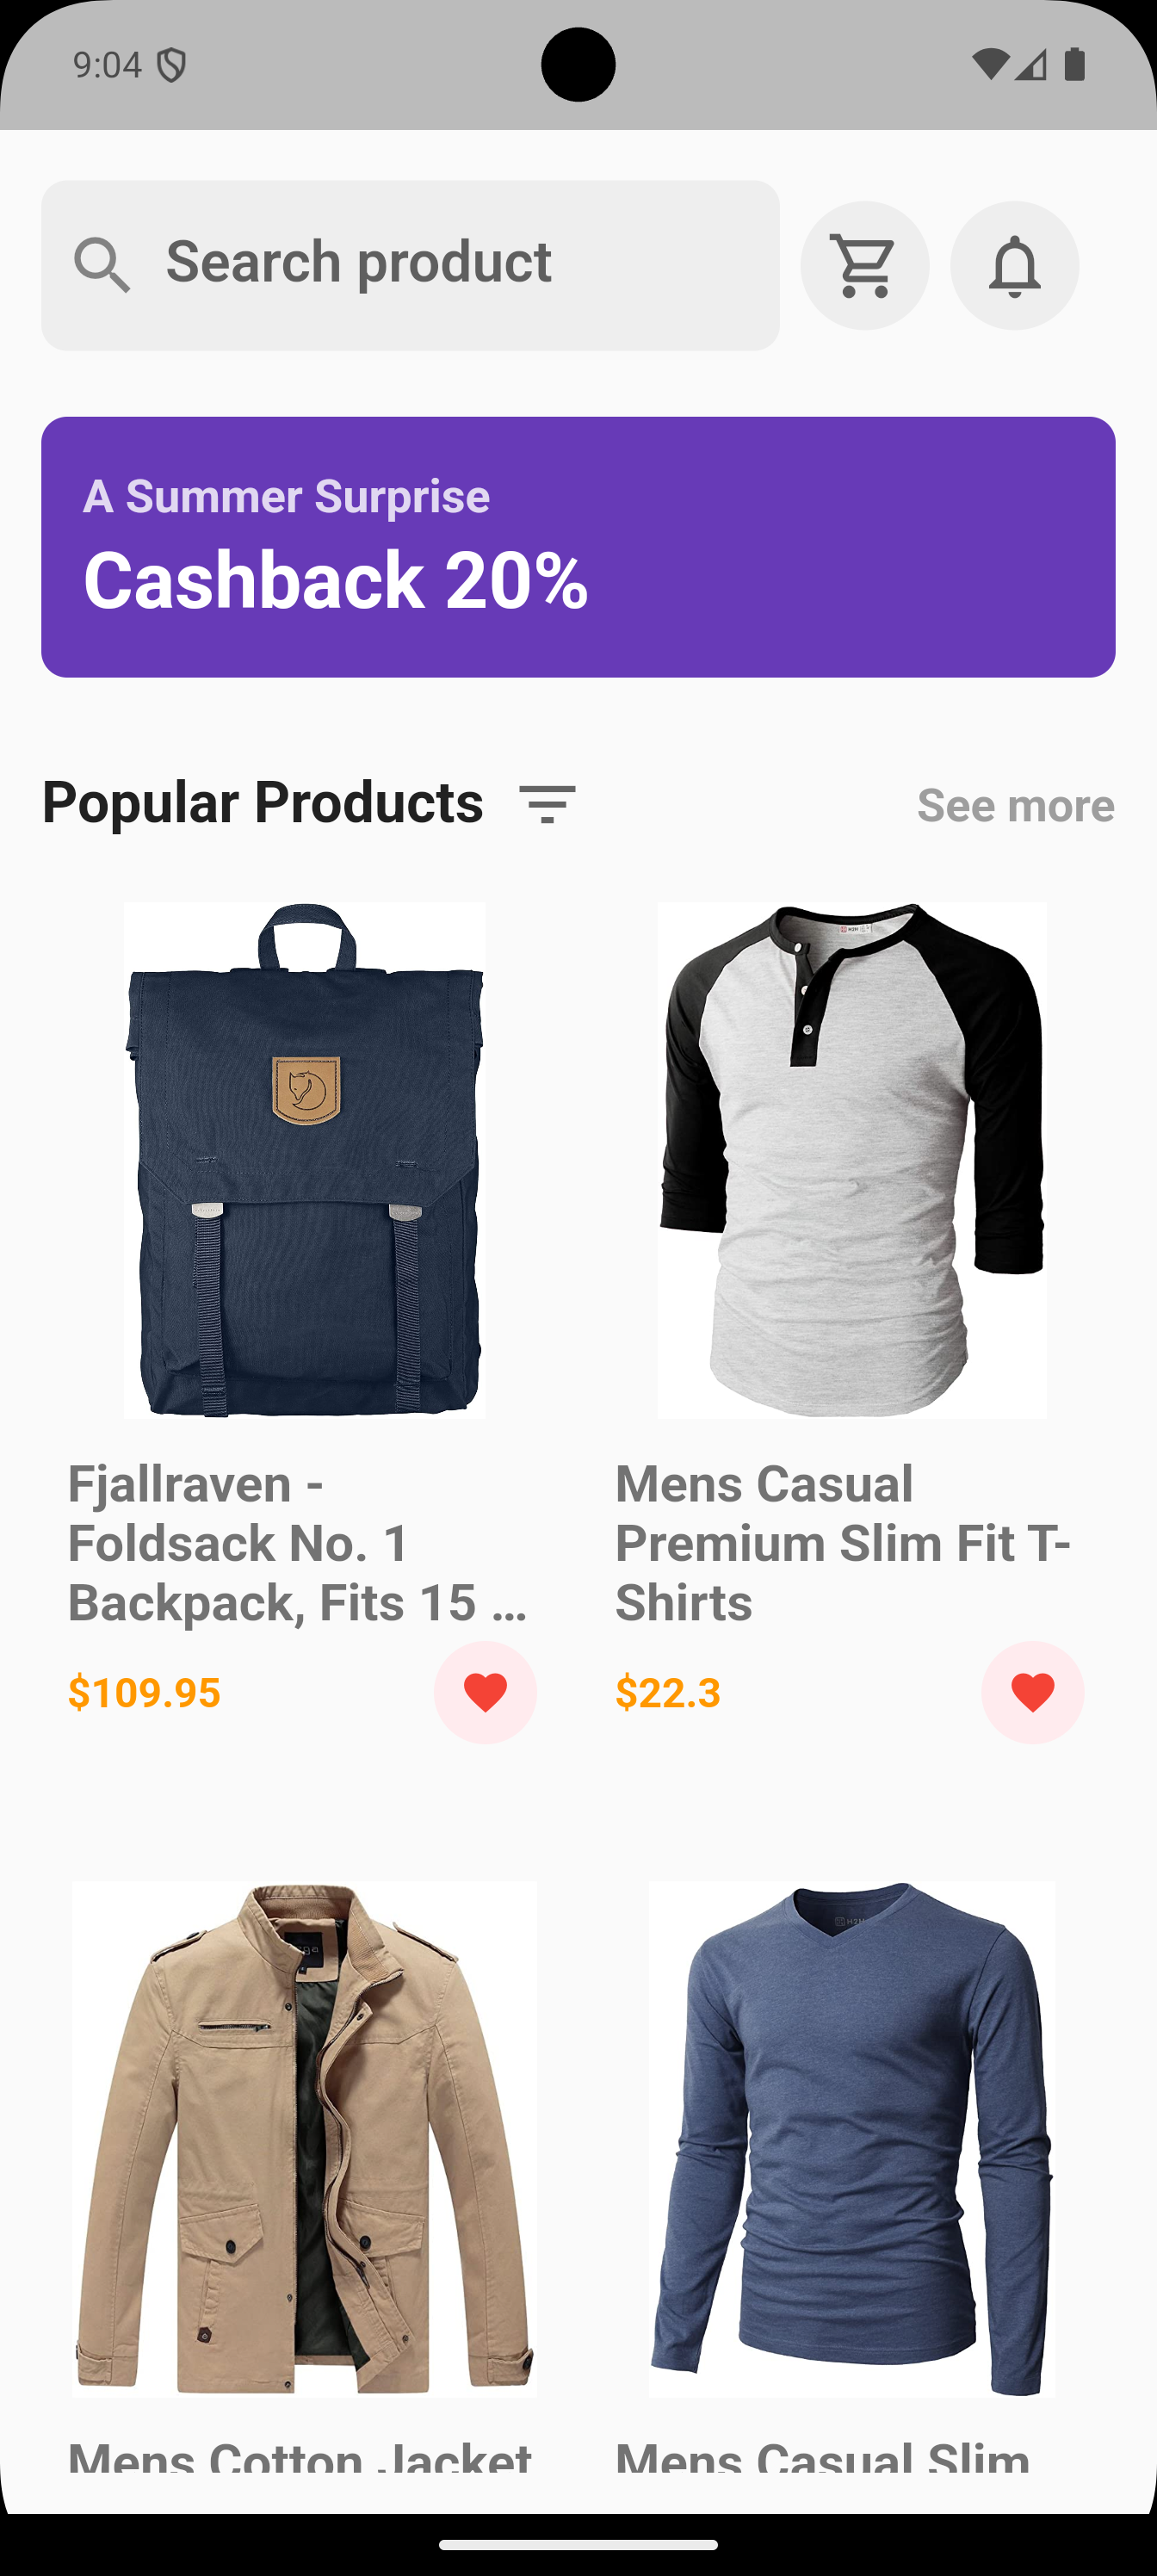 9:04
Search product
A Summer Surprise
Cashback 20%
Popular Products
See more
Fjallraven -
Foldsack No. 1
Backpack, Fits 15 ...
$109.95
Mens Casual
Premium Slim Fit T-
Shirts
$22.3
Mens Cotton Jacket
Mens Casual Slim